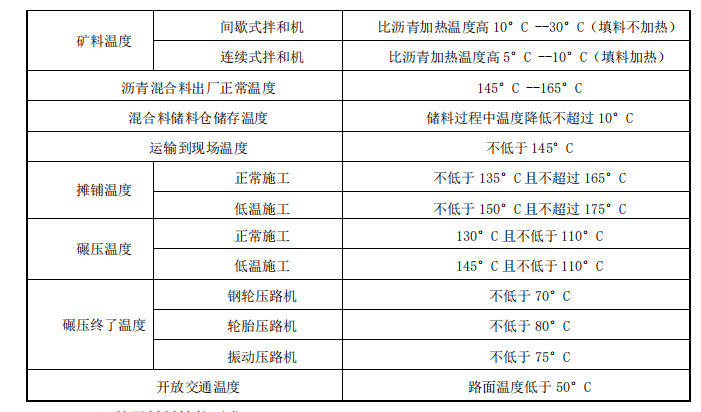 矿料温度 间歇式拌和机 比沥青加热温度高 10° C --30° C（填料不加热）
连续式拌和机 比沥青加热温度高 5° C --10° C（填料加热）
沥青混合料出厂正常温度 145° C --165° C
混合料储料仓储存温度 储料过程中温度降低不超过 10° C
运输到现场温度 不低于 145° C
摊铺温度 正常施工 不低于 135° C 且不超过 165° C
低温施工 不低于 150° C 且不超过 175° C
碾压温度 正常施工 130° C 且不低于 110° C
低温施工 145° C 且不低于 110° C
碾压终了温度 钢轮压路机 不低于 70° C
轮胎压路机 不低于 80° C
振动压路机 不低于 75° C
开放交通温度 路面温度低于 50° C